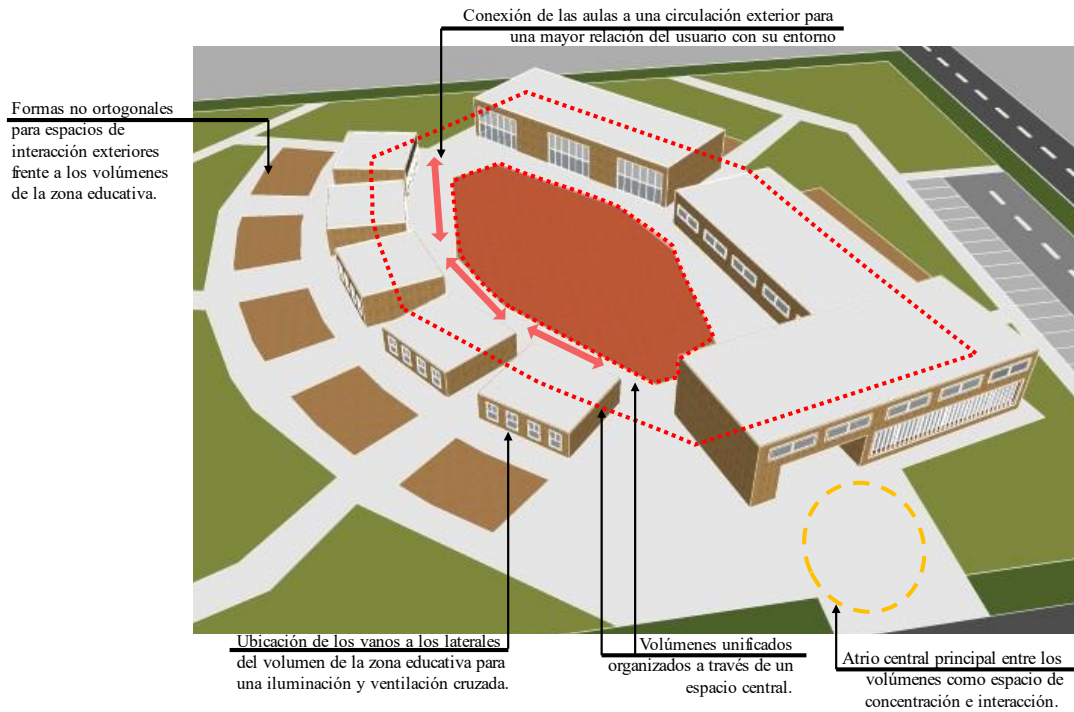 Conexión de las aulas a una circulación exterior para
una mayor relación del usuario con su entorno
Formas no ortogonales
para espacios de
interacción exteriores
frente a los volúmenes
de la zona educativa.
Ubicación de los vanos a los laterales
del volumen de la zona educativa para
una iluminación y ventilación cruzada.
Volúmenes unificados
organizados a través de un
espacio central.
Atrio central principal entre los
volúmenes como espacio de
concentración e interacción.